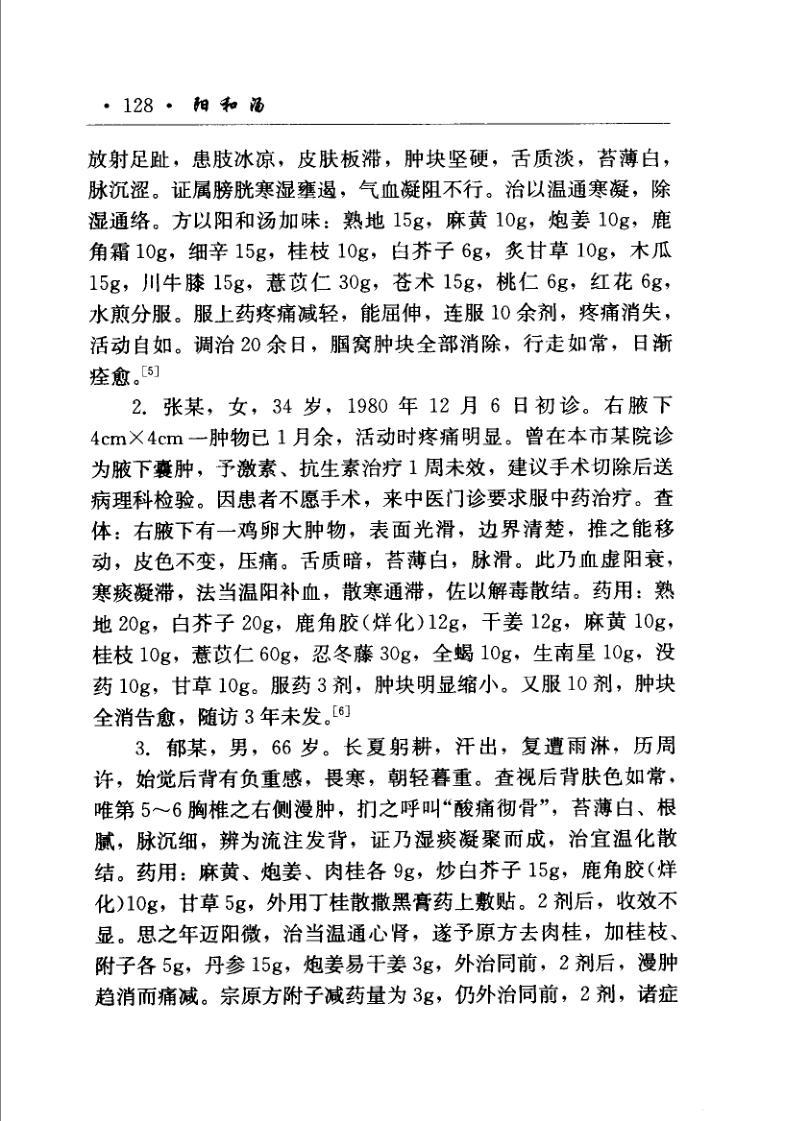 · 128 · 阳和汤
放射足趾，患肢冰凉，皮肤板滞，肿块坚硬，舌质淡，苔薄白，
脉沉涩。证属膀胱寒湿壅遏，气血凝阻不行。治以温通寒凝，除
湿通络。方以阳和汤加味：熟地 15g，麻黄 10g，炮姜 10g，鹿
角霜 10g，细辛 15g，桂枝 10g，白芥子 6g，炙甘草 10g，木瓜
15g，川牛膝 15g，薏苡仁 30g，苍术 15g，桃仁 6g，红花 6g，
水煎分服。服上药疼痛减轻，能屈伸，连服 10 余剂，疼痛消失，
活动自如。调治 20 余日，腘窝肿块全部消除，行走如常，日渐
痊愈。[5]
2. 张某，女，34 岁，1980 年 12 月 6 日初诊。右腋下
4cm×4cm 一肿物已 1 月余，活动时疼痛明显。曾在本市某院诊
为腋下囊肿，予激素、抗生素治疗 1 周未效，建议手术切除后送
病理科检验。因患者不愿手术，来中医门诊要求服中药治疗。查
体：右腋下有一鸡卵大肿物，表面光滑，边界清楚，推之能移
动，皮色不变，压痛。舌质暗，苔薄白，脉滑。此乃血虚阳衰，
寒痰凝滞，法当温阳补血，散寒通滞，佐以解毒散结。药用：熟
地 20g，白芥子 20g，鹿角胶(烊化)12g，干姜 12g，麻黄 10g，
桂枝 10g，薏苡仁 60g，忍冬藤 30g，全蝎 10g，生南星 10g，没
药 10g，甘草 10g。服药 3 剂，肿块明显缩小。又服 10 剂，肿块
全消告愈，随访 3 年未发。[6]
3. 郁某，男，66 岁。长夏躬耕，汗出，复遭雨淋，历周
许，始觉后背有负重感，畏寒，朝轻暮重。查视后背肤色如常，
唯第 5～6 胸椎之右侧漫肿，扪之呼叫“酸痛彻骨”，苔薄白、根
腻，脉沉细，辨为流注发背，证乃湿痰凝聚而成，治宜温化散
结。药用：麻黄、炮姜、肉桂各 9g，炒白芥子 15g，鹿角胶(烊
化)10g，甘草 5g，外用丁桂散撒黑膏药上敷贴。2 剂后，收效不
显。思之年迈阳微，治当温通心肾，遂予原方去肉桂，加桂枝、
附子各 5g，丹参 15g，炮姜易干姜 3g，外治同前，2 剂后，漫肿
趋消而痛减。宗原方附子减药量为 3g，仍外治同前，2 剂，诸症